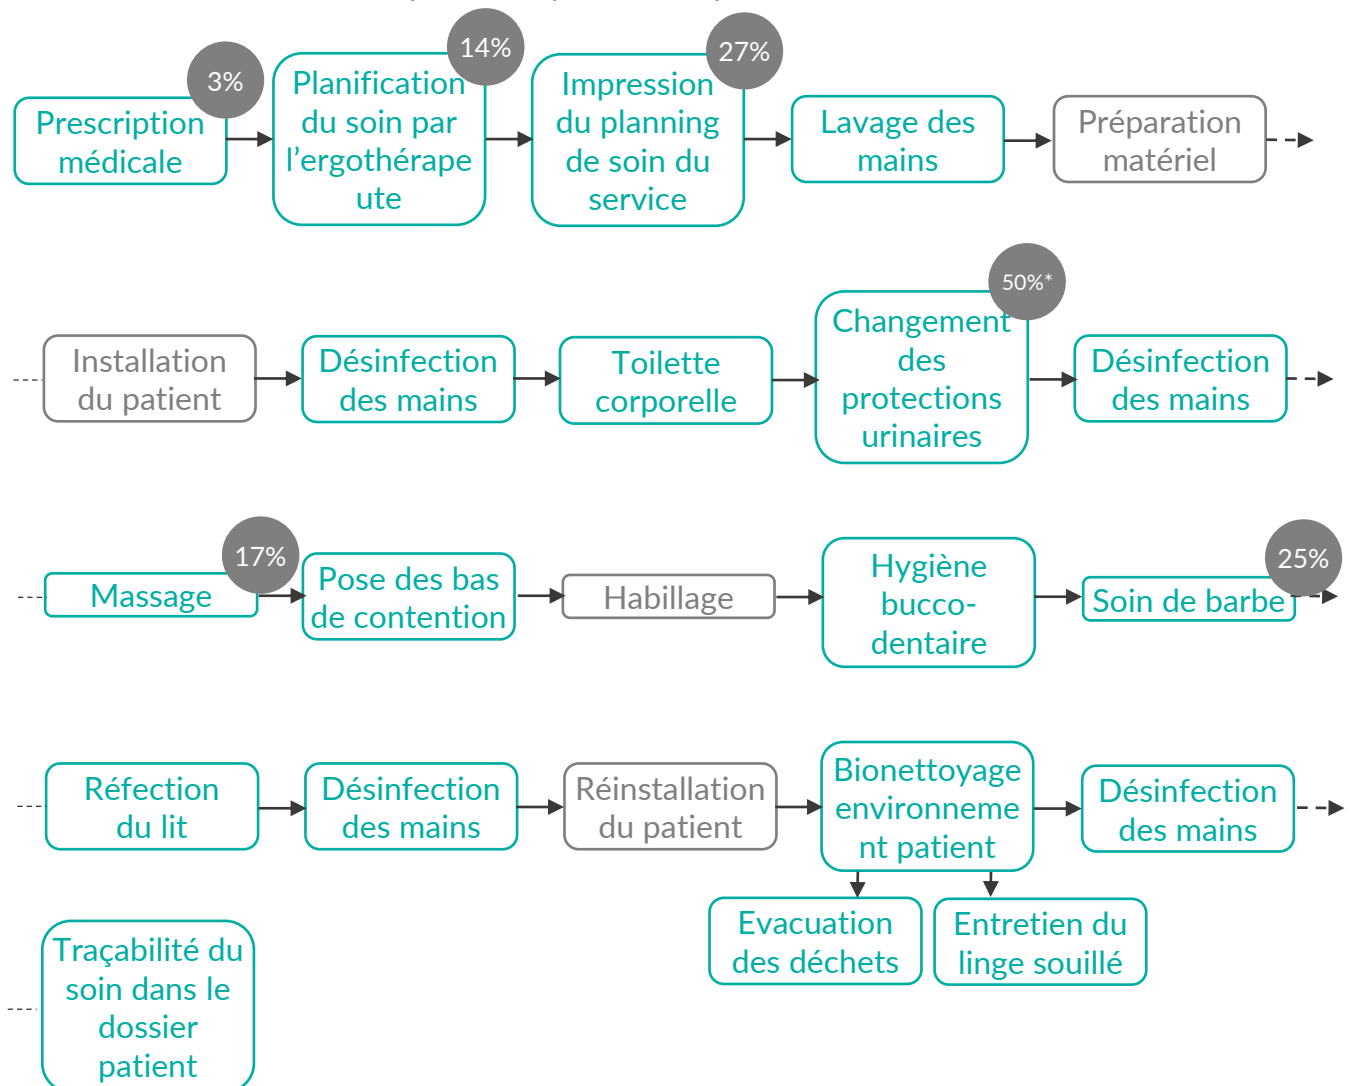 3%
14%
27%
Prescription
médicale
Planification
du soin par
l’ergothérape
ute
Impression
du planning
de soin du
service
Lavage des
mains
Préparation
matériel
50%*
Installation
du patient
Désinfection
des mains
Toilette
corporelle
Changement
des
protections
urinaires
Désinfection
des mains
17%
25%
Massage
Pose des bas
de contention
Habillage
Hygiène
bucco-
dentaire
Soin de barbe
Réfection
du lit
Désinfection
des mains
Réinstallation
du patient
Bionettoyage
environneme
nt patient
Désinfection
des mains
Evacuation
des déchets
Entretien du
linge souillé
Traçabilité du
soin dans le
dossier
patient